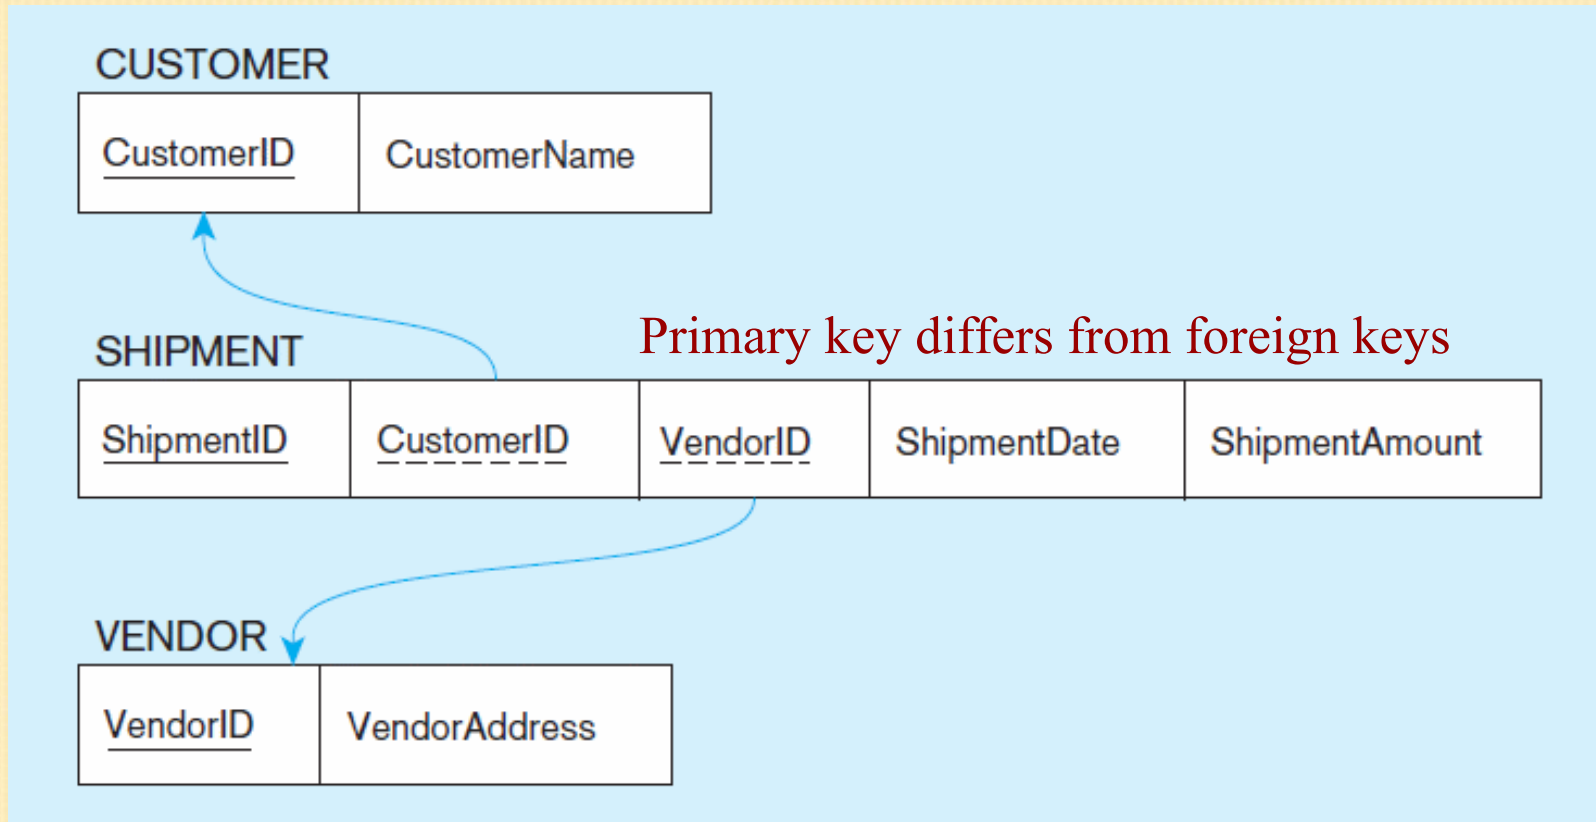 CUSTOMER
CustomerID CustomerName
Primary key differs from foreign keys
SHIPMENT
ShipmentID CustomerID VendorID ShipmentDate ShipmentAmount
VENDOR
VendorID VendorAddress